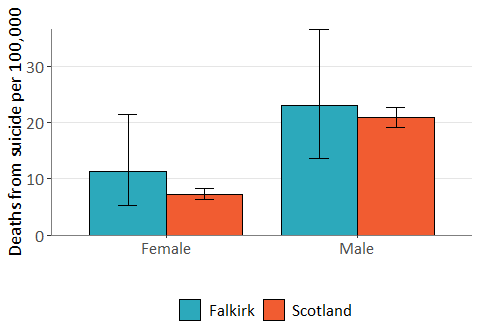 Deaths from suicide per 100,000
30
20
10
0
Female Male
Falkirk Scotland